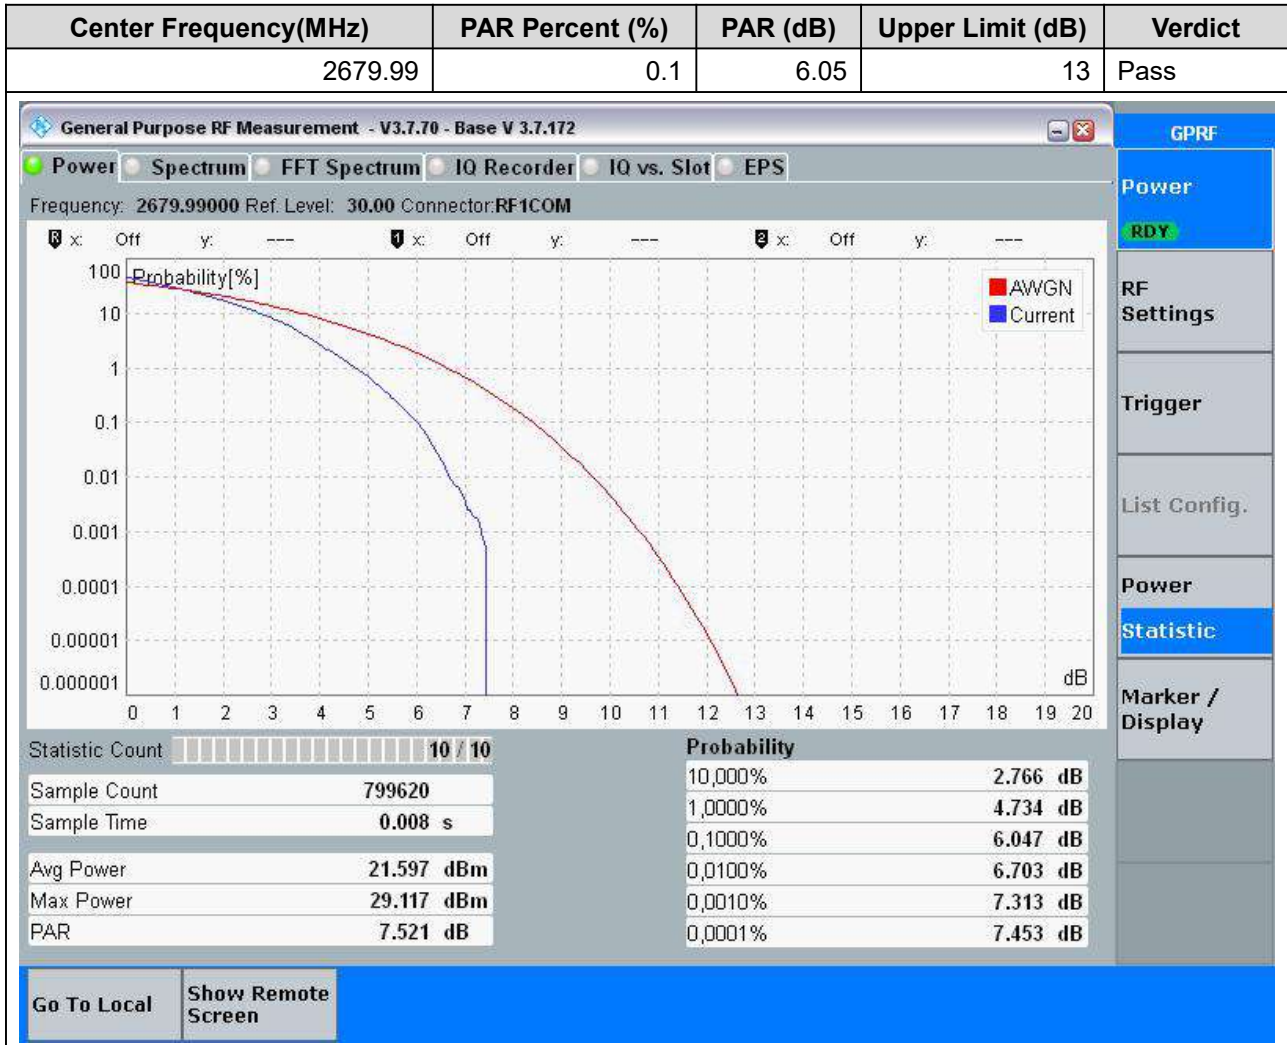 Center Frequency(MHz) PAR Percent (%) PAR (dB) Upper Limit (dB) Verdict
2679.99 0.1 6.05 13 Pass
General Purpose RF Measurement - V3.7.70 - Base V 3.7.172
GPRF
Power Spectrum FFT Spectrum IQ Recorder IQ vs. Slot EPS
Frequency: 2679.99000 Ref. Level: 30.00 Connector:RF1COM
R x: Off y: --- 1 x: Off y: --- 2 x: Off y: ---
Probability[%]
AWGN
Current
100
10
1
0.1
0.01
0.001
0.0001
0.00001
0.000001
dB
0 1 2 3 4 5 6 7 8 9 10 11 12 13 14 15 16 17 18 19 20
Statistic Count 10 / 10
Sample Count 799620
Sample Time 0.008 s
Avg Power 21.597 dBm
Max Power 29.117 dBm
PAR 7.521 dB
Probability
10,000% 2.766 dB
1,0000% 4.734 dB
0,1000% 6.047 dB
0,0100% 6.703 dB
0,0010% 7.313 dB
0,0001% 7.453 dB
Power
RDY
RF
Settings
Trigger
List Config.
Power
Statistic
Marker /
Display
Go To Local
Show Remote
Screen